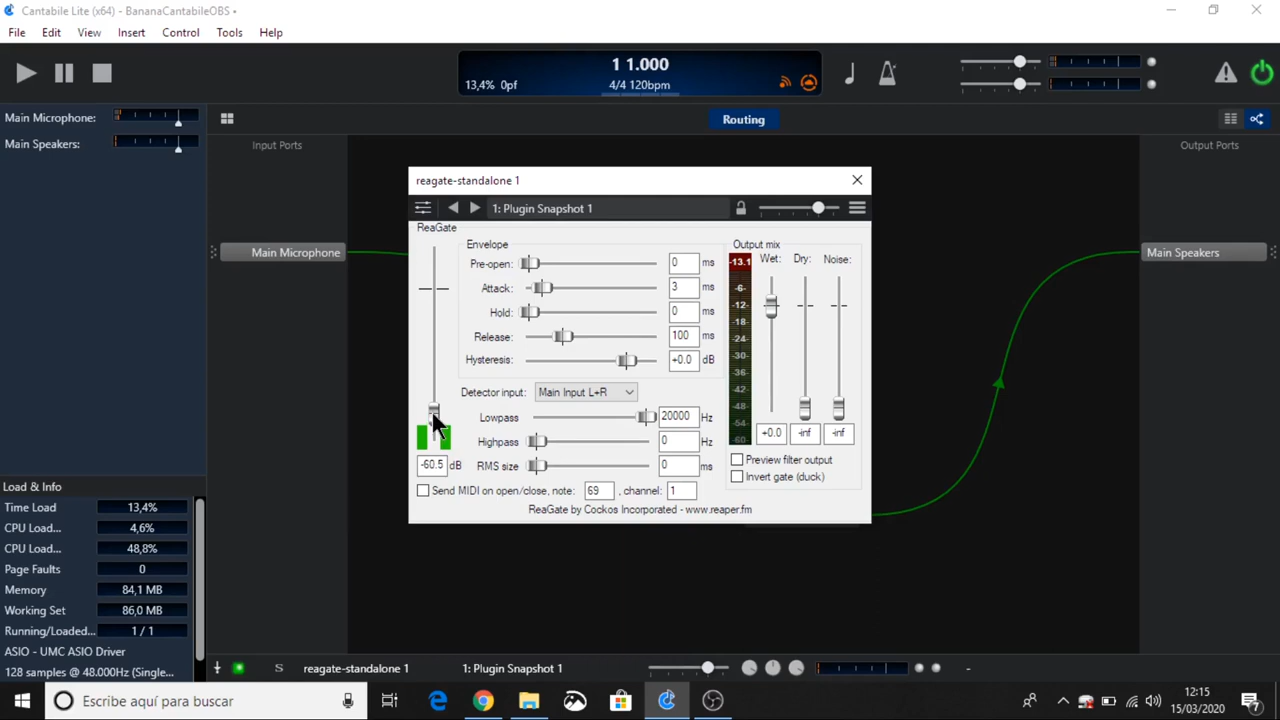 Cantabile Lite (x64) - BananaCantabileOBS •
File Edit View Insert Control Tools Help
1 1.000
13,4% 0pf 4/4 120bpm
Main Microphone:
Main Speakers:
Routing
Input Ports
Output Ports
Main Microphone
Main Speakers
reagate-standalone 1
1: Plugin Snapshot 1
ReaGate
Envelope
Pre-open: 0 ms
Attack: 3 ms
Hold: 0 ms
Release: 100 ms
Hysteresis: +0.0 dB
Detector input: Main Input L+R
Lowpass 20000 Hz
Highpass 0 Hz
-60.5 dB RMS size 0 ms
Send MIDI on open/close, note: 69 , channel: 1
ReaGate by Cockos Incorporated - www.reaper.fm
Output mix
Wet: Dry: Noise:
-13.1
-6-
-12-
-18-
-24-
-30-
-36-
-42-
-48-
-54-
-60-
+0.0 -inf -inf
Preview filter output
Invert gate (duck)
Load & Info
Time Load 13,4%
CPU Load... 4,6%
CPU Load... 48,8%
Page Faults 0
Memory 84,1 MB
Working Set 86,0 MB
Running/Loaded... 1 / 1
ASIO - UMC ASIO Driver
128 samples @ 48.000Hz (Single...
S reagate-standalone 1 1: Plugin Snapshot 1 -
Escribe aquí para buscar
12:15
15/03/2020
7